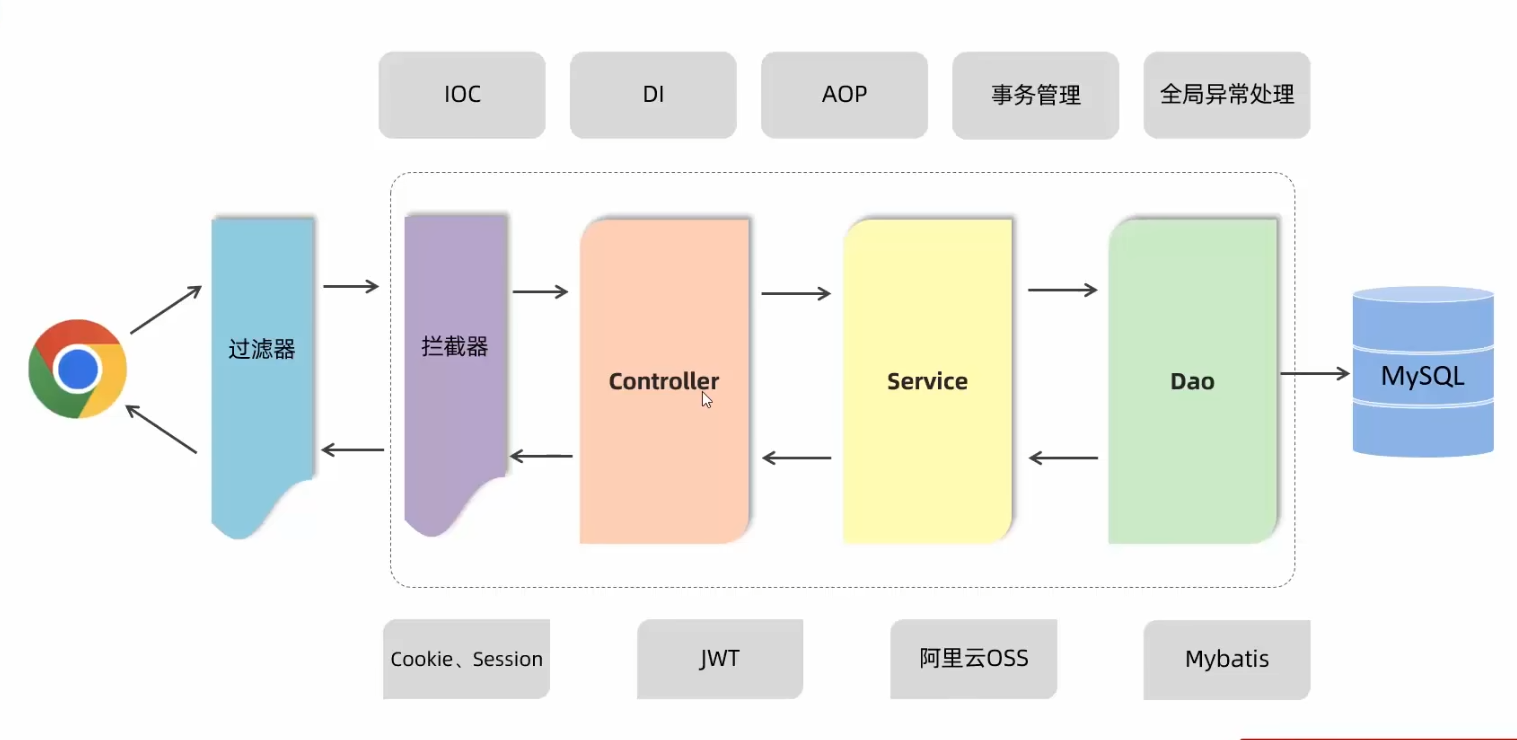 IOC
DI
AOP
事务管理
全局异常处理
过滤器
拦截器
Controller
Service
Dao
MySQL
Cookie、Session
JWT
阿里云OSS
Mybatis